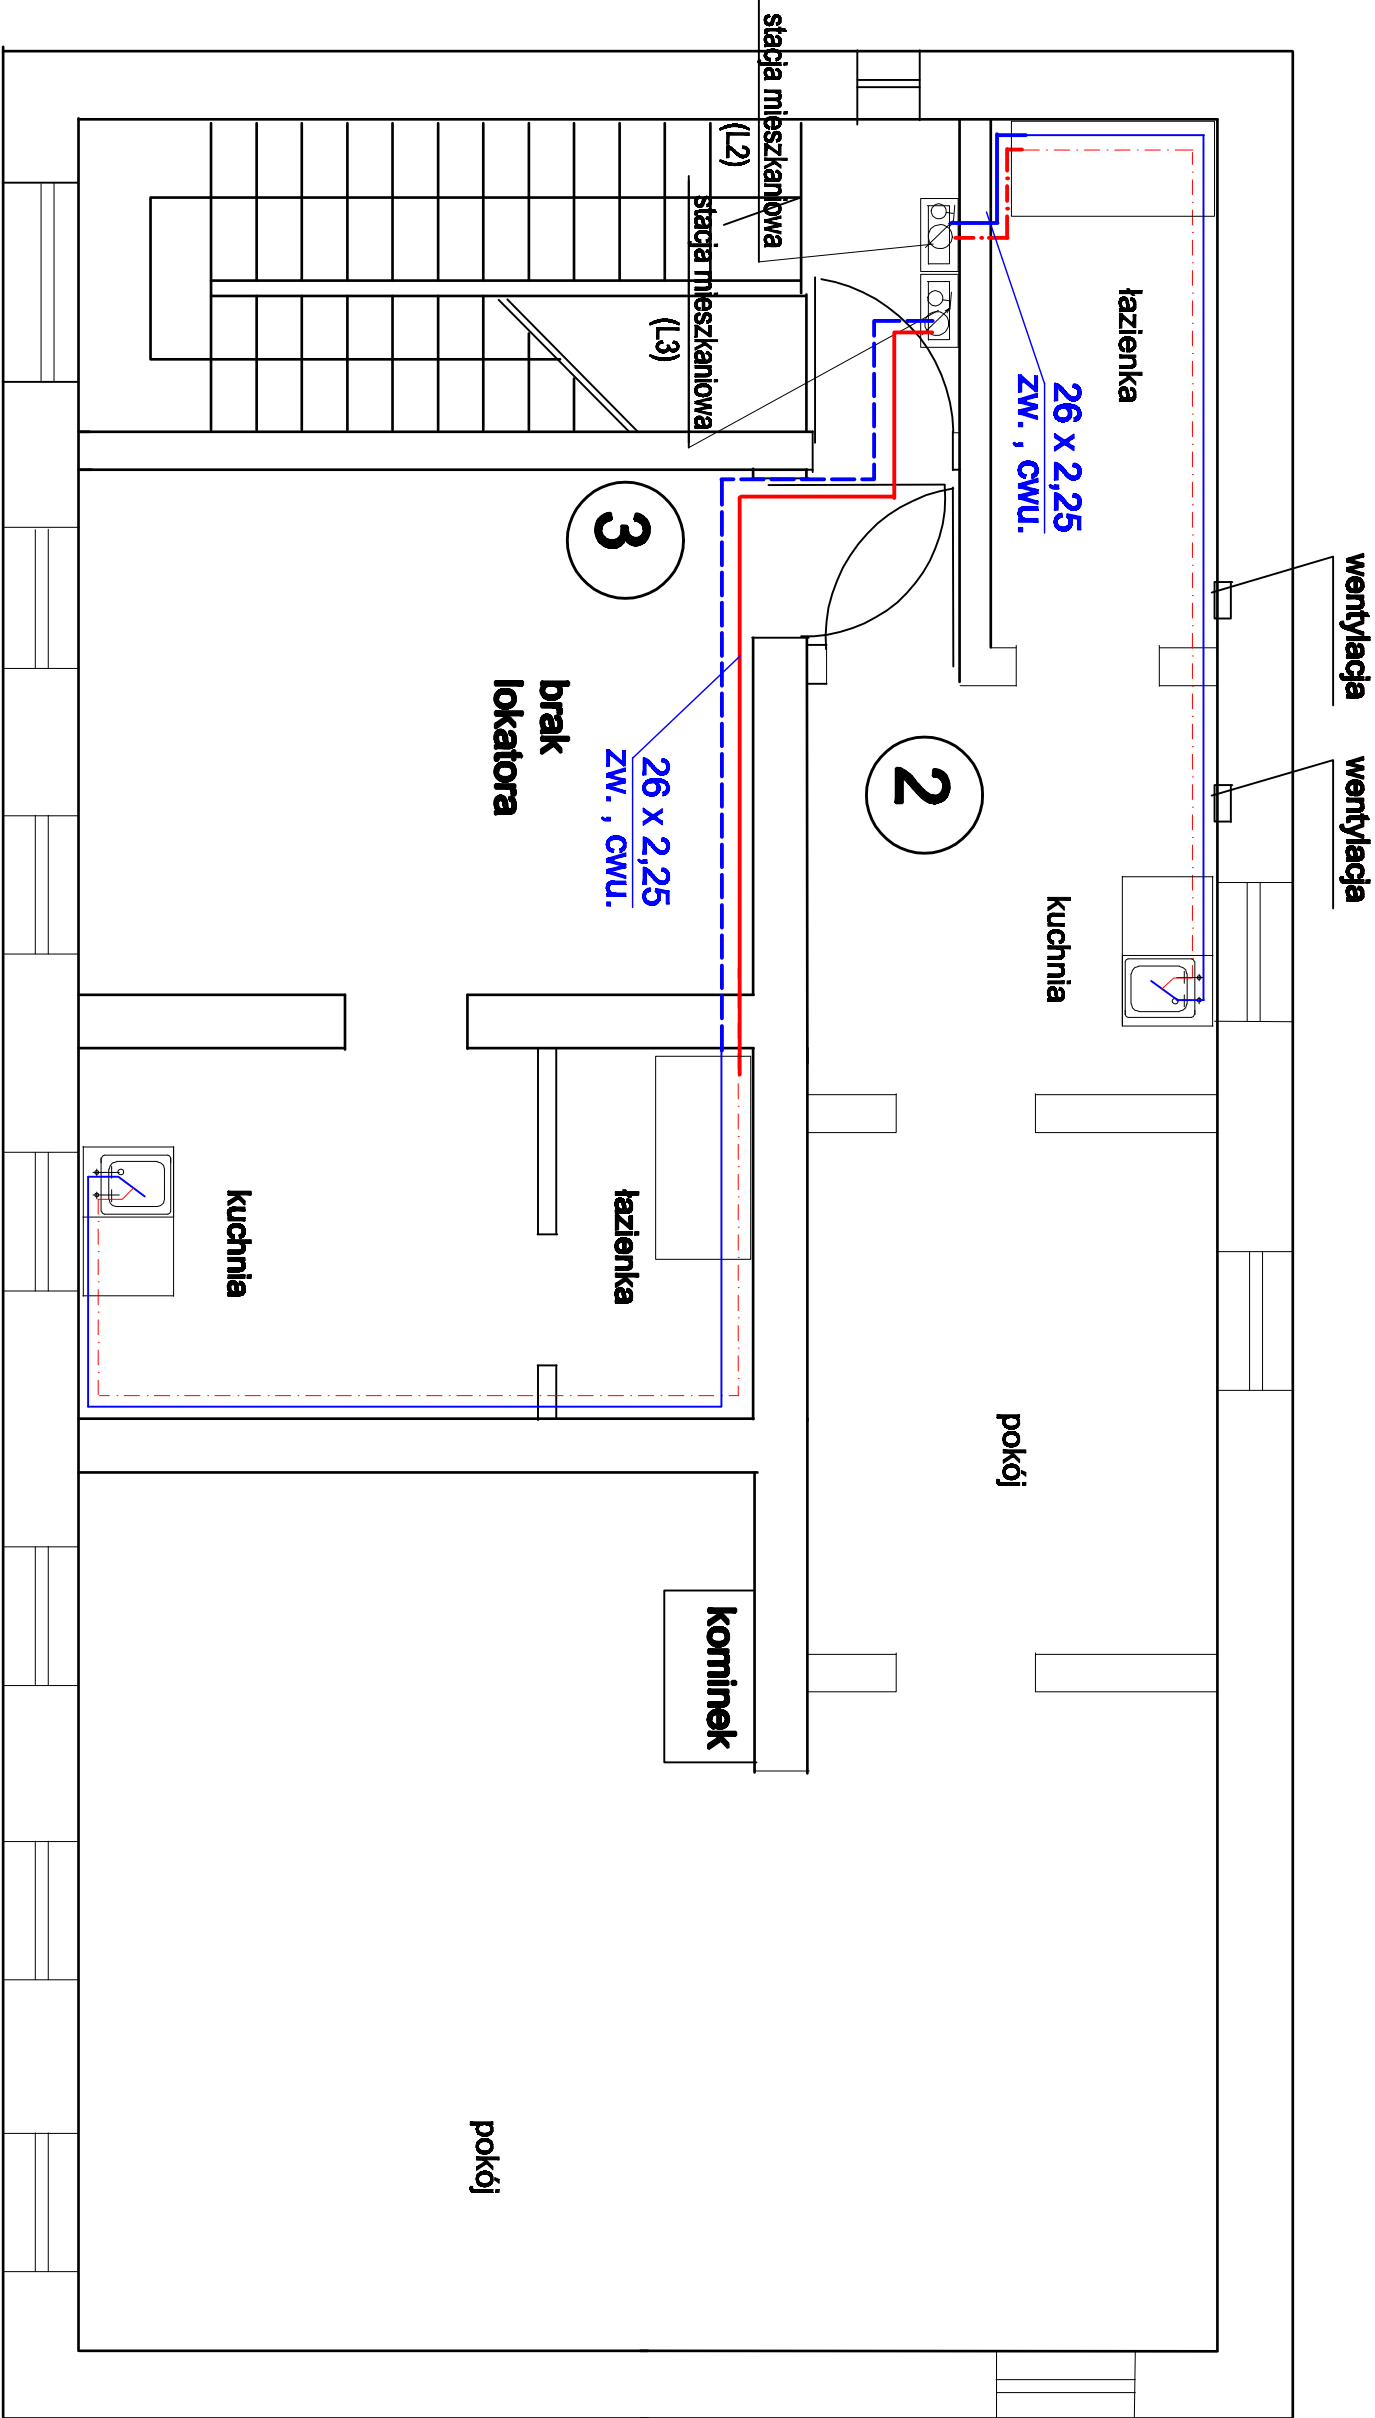 wentylacja
wentylacja
łazienka
26 x 2,25
zw. , cwu.
kuchnia
pokój
2
stacja mieszkaniowa
(L2)
stacja mieszkaniowa
(L3)
3
brak
lokatora
26 x 2,25
zw. , cwu.
łazienka
kominek
kuchnia
pokój